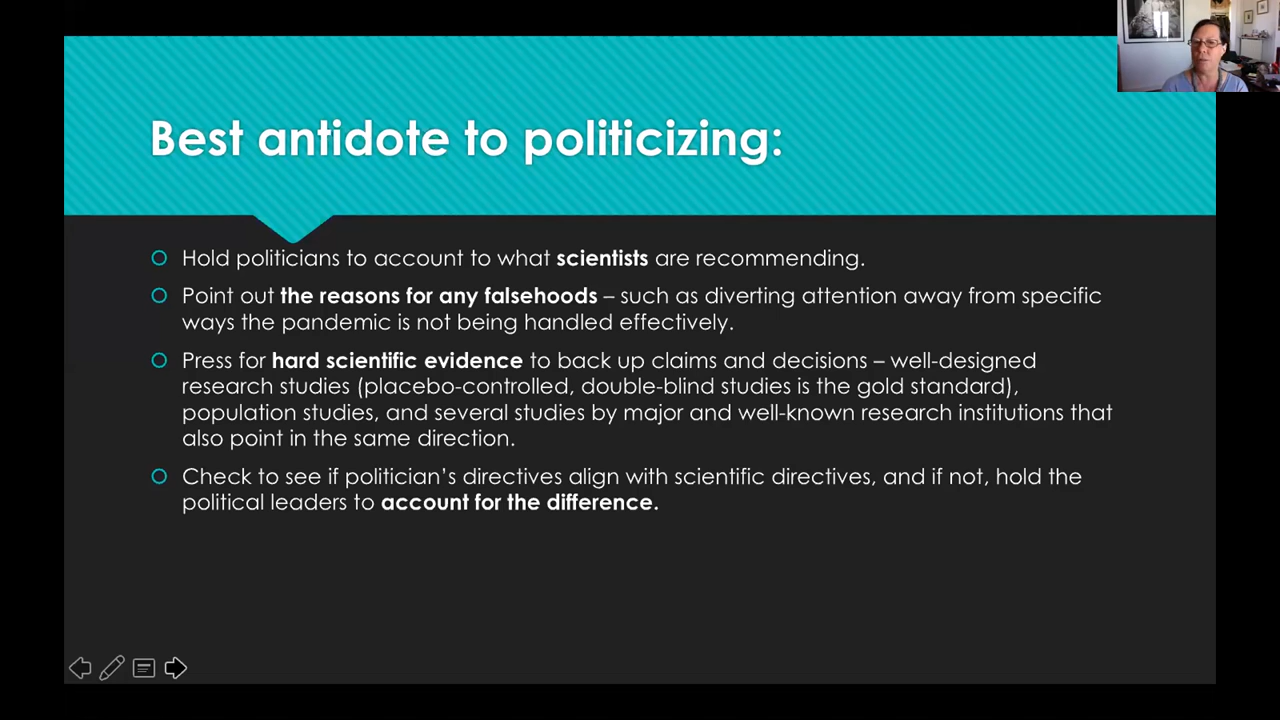 Best antidote to politicizing:
Hold politicians to account to what scientists are recommending.
Point out the reasons for any falsehoods – such as diverting attention away from specific
ways the pandemic is not being handled effectively.
Press for hard scientific evidence to back up claims and decisions – well-designed
research studies (placebo-controlled, double-blind studies is the gold standard),
population studies, and several studies by major and well-known research institutions that
also point in the same direction.
Check to see if politician’s directives align with scientific directives, and if not, hold the
political leaders to account for the difference.